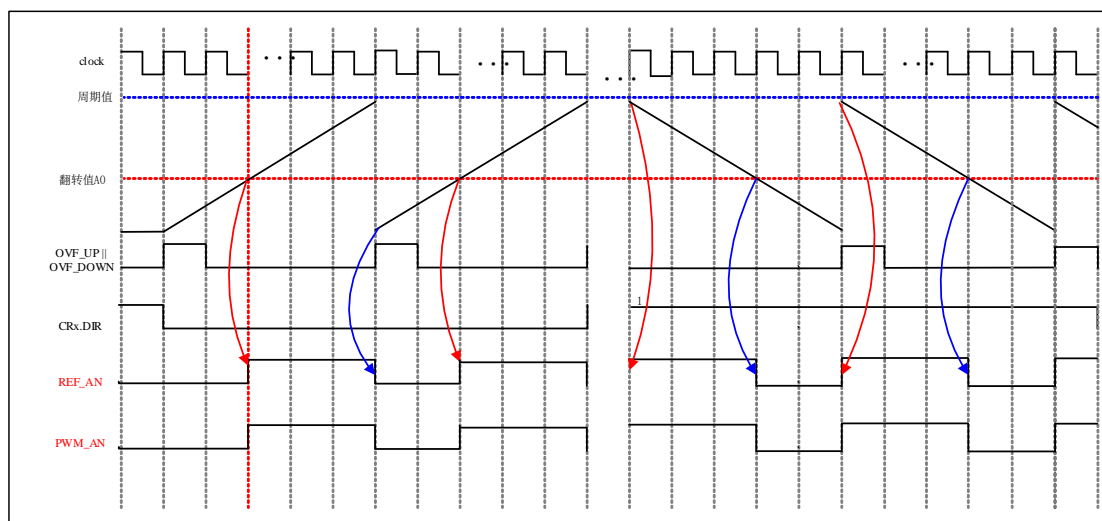 clock
周期值
翻转值A0
OVF_UP ||
OVF_DOWN
1
CRx.DIR
REF_AN
PWM_AN